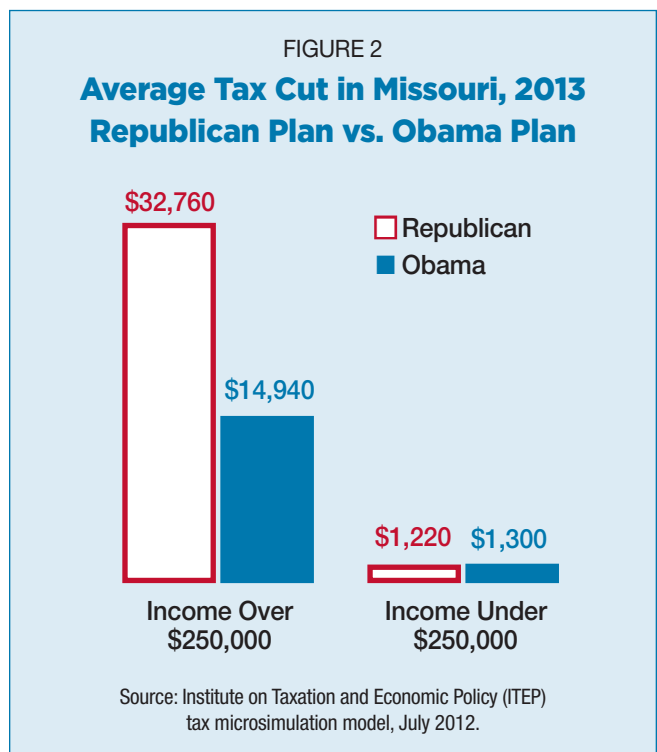 FIGURE 2
Average Tax Cut in Missouri, 2013
Republican Plan vs. Obama Plan
$32,760
Republican
Obama
$14,940
$1,220
$1,300
Income Over
$250,000
Income Under
$250,000
Source: Institute on Taxation and Economic Policy (ITEP)
tax microsimulation model, July 2012.